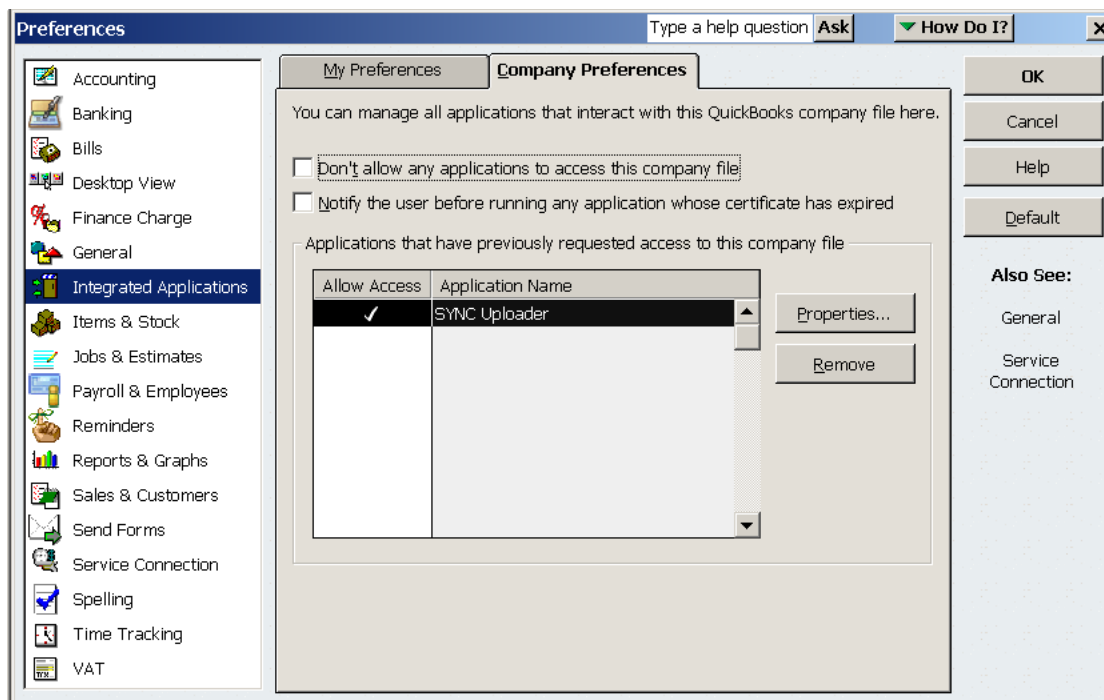 Preferences
Type a help question Ask
How Do I?
Accounting
Banking
Bills
Desktop View
Finance Charge
General
Integrated Applications
Items & Stock
Jobs & Estimates
Payroll & Employees
Reminders
Reports & Graphs
Sales & Customers
Send Forms
Service Connection
Spelling
Time Tracking
VAT
My Preferences
Company Preferences
You can manage all applications that interact with this QuickBooks company file here.
Don't allow any applications to access this company file
Notify the user before running any application whose certificate has expired
Applications that have previously requested access to this company file
Allow Access
Application Name
SYNC Uploader
Properties...
Remove
OK
Cancel
Help
Default
Also See:
General
Service
Connection